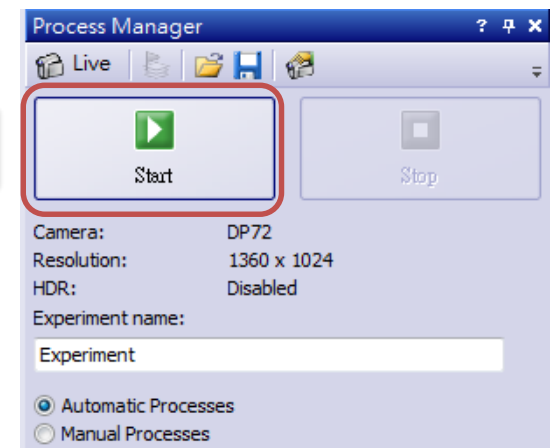 Process Manager
Live
Start
Stop
Camera: DP72
Resolution: 1360 x 1024
HDR: Disabled
Experiment name:
Experiment
Automatic Processes
Manual Processes